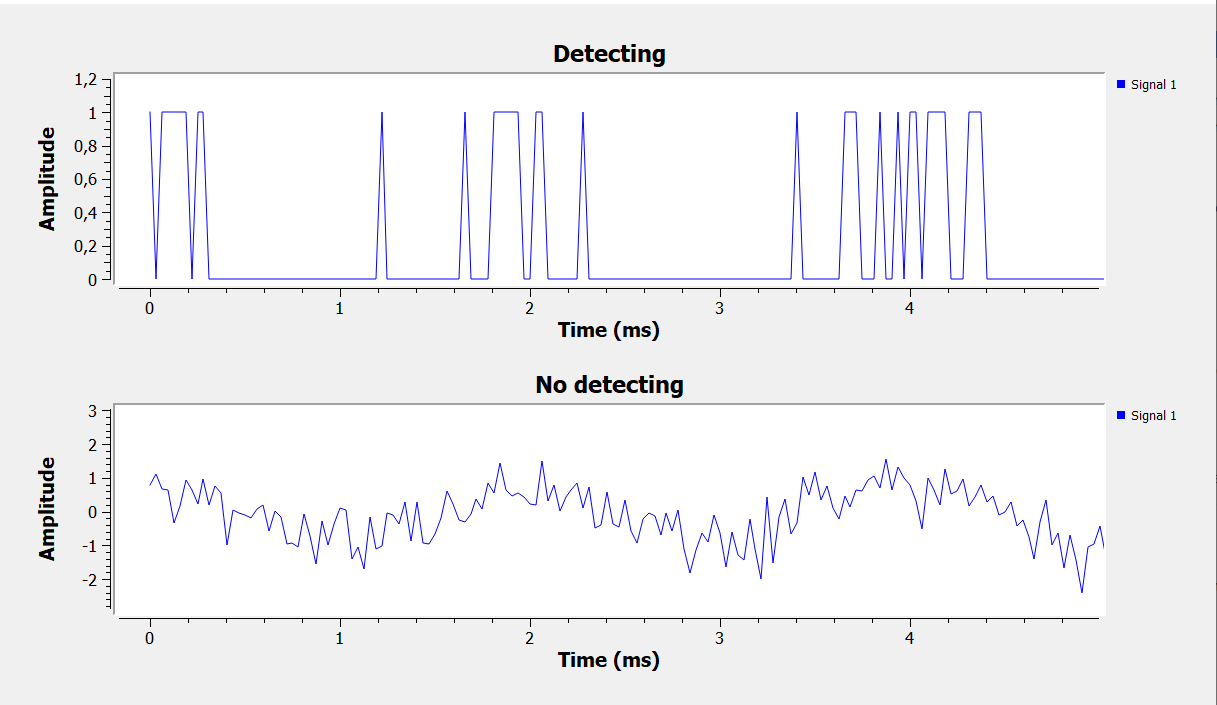 Detecting
1,2
1
0,8
0,6
0,4
0,2
0
Amplitude
Signal 1
0 1 2 3 4
Time (ms)
No detecting
3
2
1
0
-1
-2
Amplitude
Signal 1
0 1 2 3 4
Time (ms)